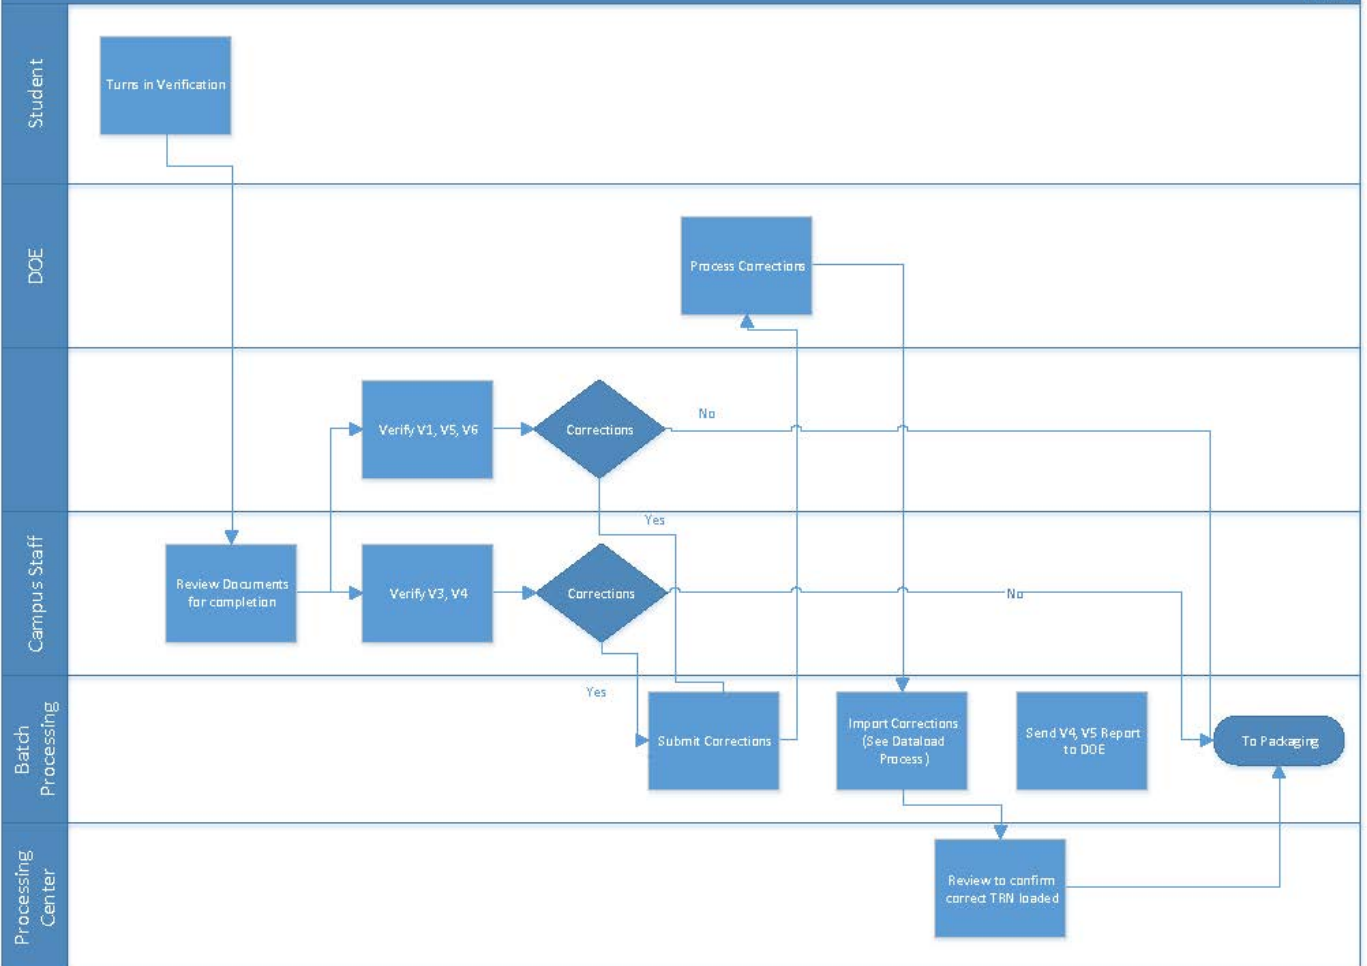 Student
Turns in Verification
DOE
Process Corrections
Verify V1, V5, V6
Corrections
No
Yes
Campus Staff
Review Documents
for completion
Verify V3, V4
Corrections
No
Yes
Batch
Processing
Submit Corrections
Import Corrections
(See Dataload
Process )
Send V4, V5 Report
to DOE
To Packaging
Processing
Center
Review to confirm
correct TRN loaded